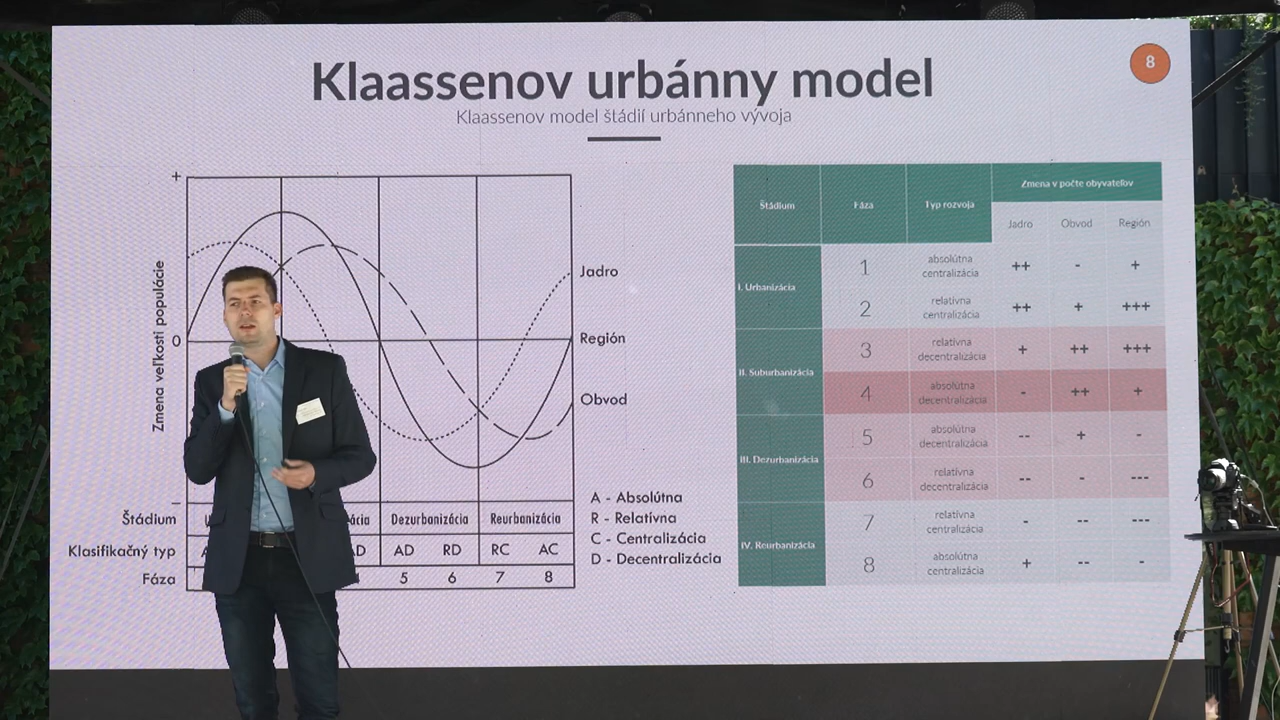 Klaassenov urbánny model
8
Klaassenov model štádií urbánneho vývoja
+
0
−
Zmena veľkosti populácie
Jadro
Región
Obvod
A - Absolútna
R - Relatívna
C - Centralizácia
D - Decentralizácia
Štádium Dezurbanizácia Reurbanizácia
Klasifikačný typ AD RD RC AC
Fáza 5 6 7 8
Štádium Fáza Typ rozvoja Zmena v počte obyvateľov
Jadro Obvod Región
I. Urbanizácia
1 absolútna centralizácia ++ - +
2 relatívna centralizácia ++ + +++
II. Suburbanizácia
3 relatívna decentralizácia + ++ +++
4 absolútna decentralizácia - ++ +
III. Dezurbanizácia
5 absolútna decentralizácia -- + -
6 relatívna decentralizácia -- - ---
IV. Reurbanizácia
7 relatívna centralizácia - -- ---
8 absolútna centralizácia + -- -